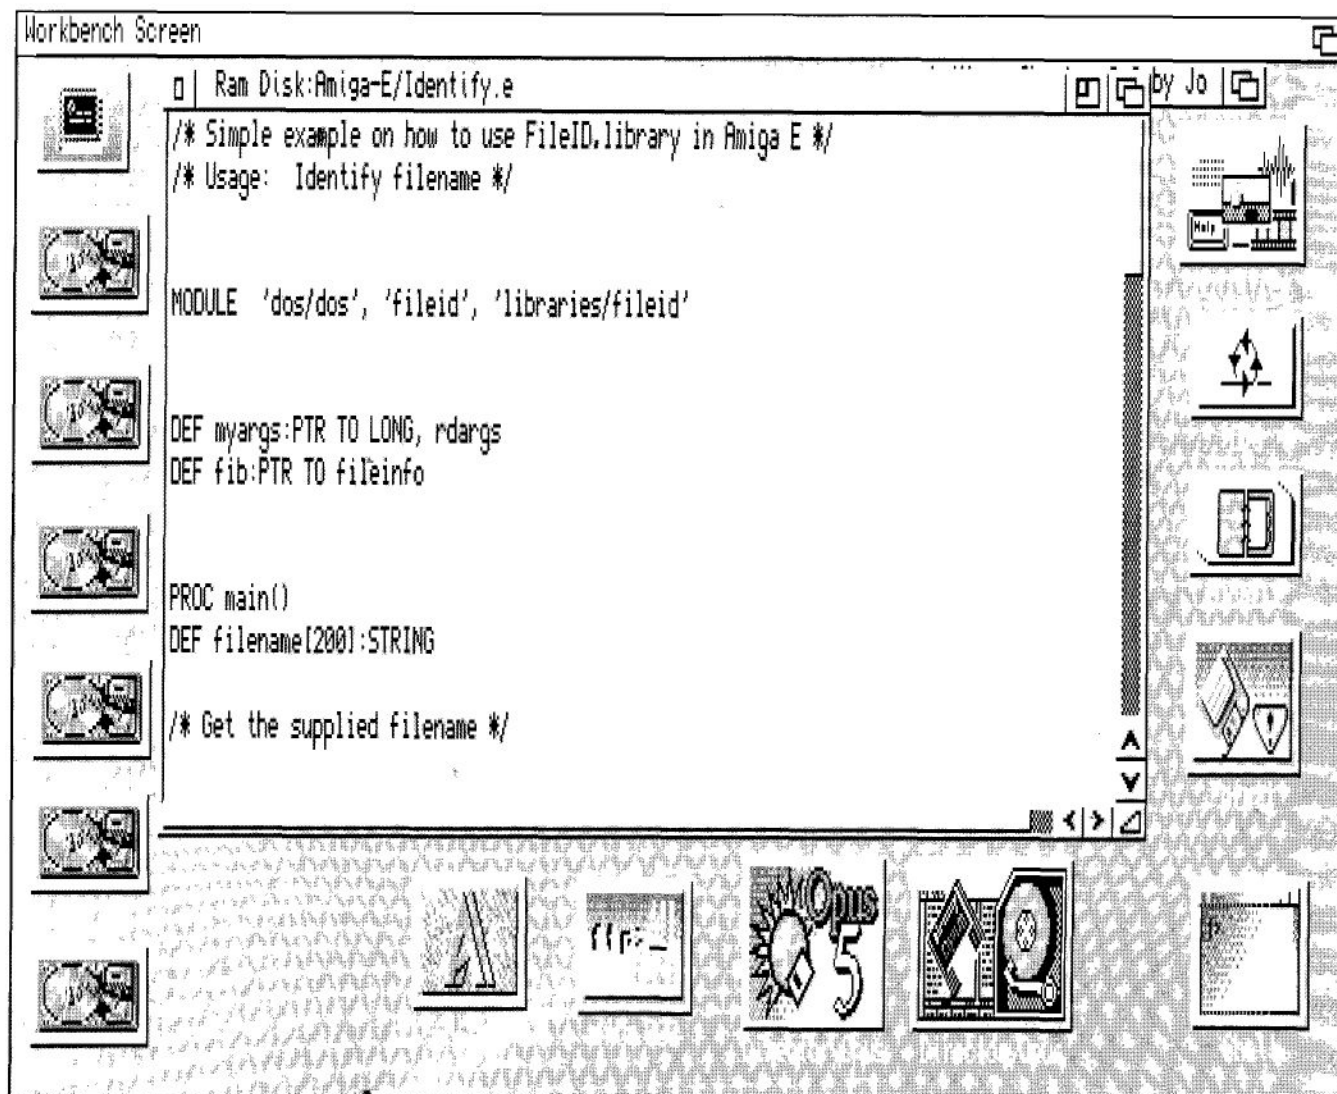 Workbench Screen
Ram Disk:Amiga-E/Identify.e
by Jo
/* Simple example on how to use FileID.library in Amiga E */
/* Usage:  Identify filename */
MODULE  'dos/dos', 'fileid', 'libraries/fileid'
DEF myargs:PTR TO LONG, rdargs
DEF fib:PTR TO fileinfo
PROC main()
DEF filename[200]:STRING
/* Get the supplied filename */
Help
Opus
5